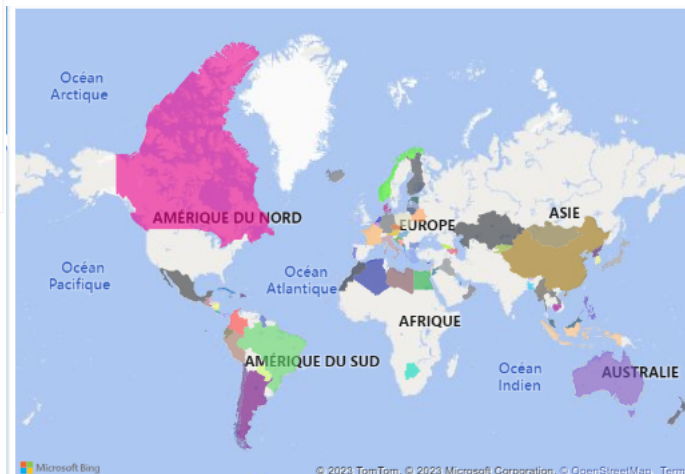 Océan
Arctique
AMÉRIQUE DU NORD
EUROPE
ASIE
Océan
Pacifique
Océan
Atlantique
AFRIQUE
AMÉRIQUE DU SUD
Océan
Indien
AUSTRALIE
Microsoft Bing
© 2023 TomTom, © 2023 Microsoft Corporation, © OpenStreetMap, Term